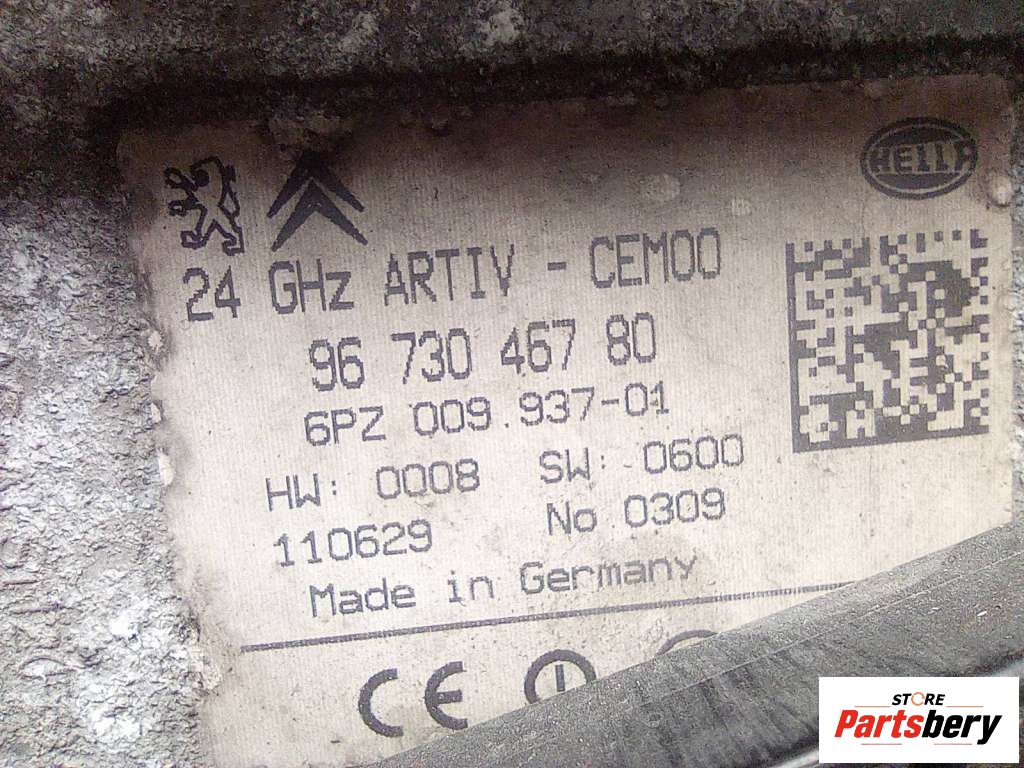 HELLA
24 GHz ARTIV - CEM00
96 730 467 80
6PZ 009.937-01
HW: 0008 SW: 0600
110629 No 0309
Made in Germany
CE
STORE
Partsbery